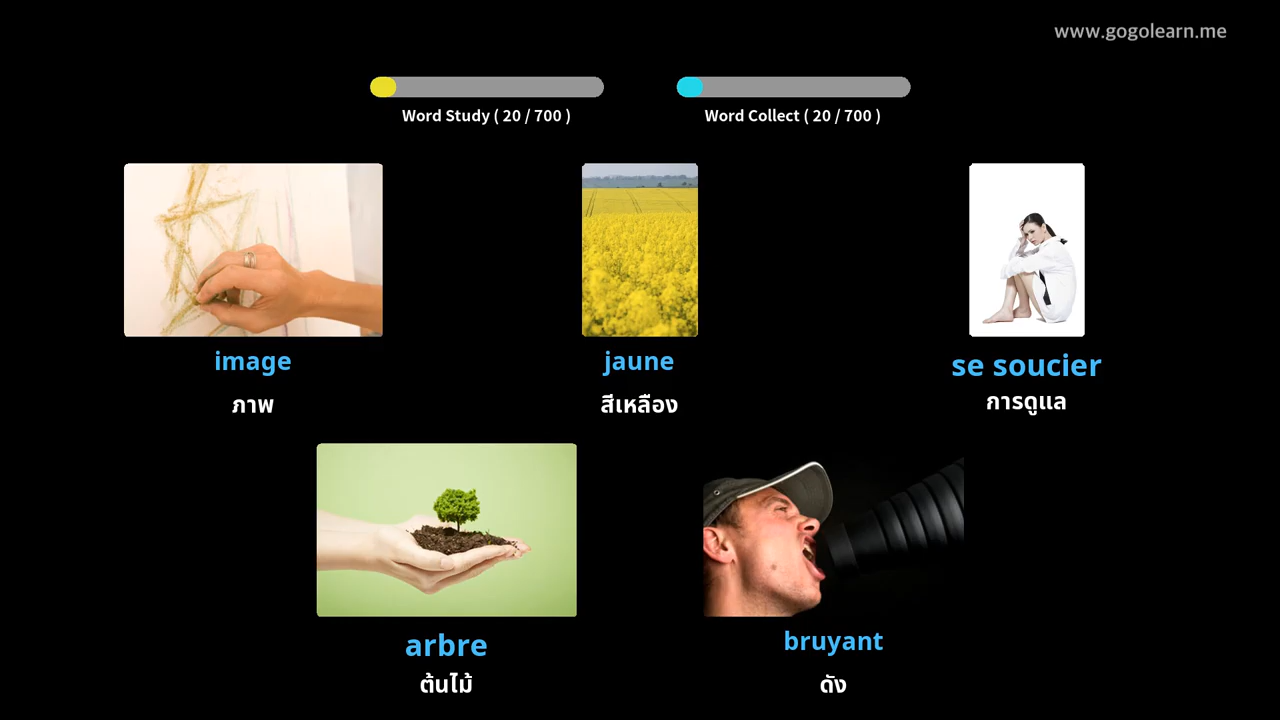 www.gogolearn.me
Word Study ( 20 / 700 )
Word Collect ( 20 / 700 )
image
ภาพ
jaune
สีเหลือง
se soucier
การดูแล
arbre
ต้นไม้
bruyant
ดัง